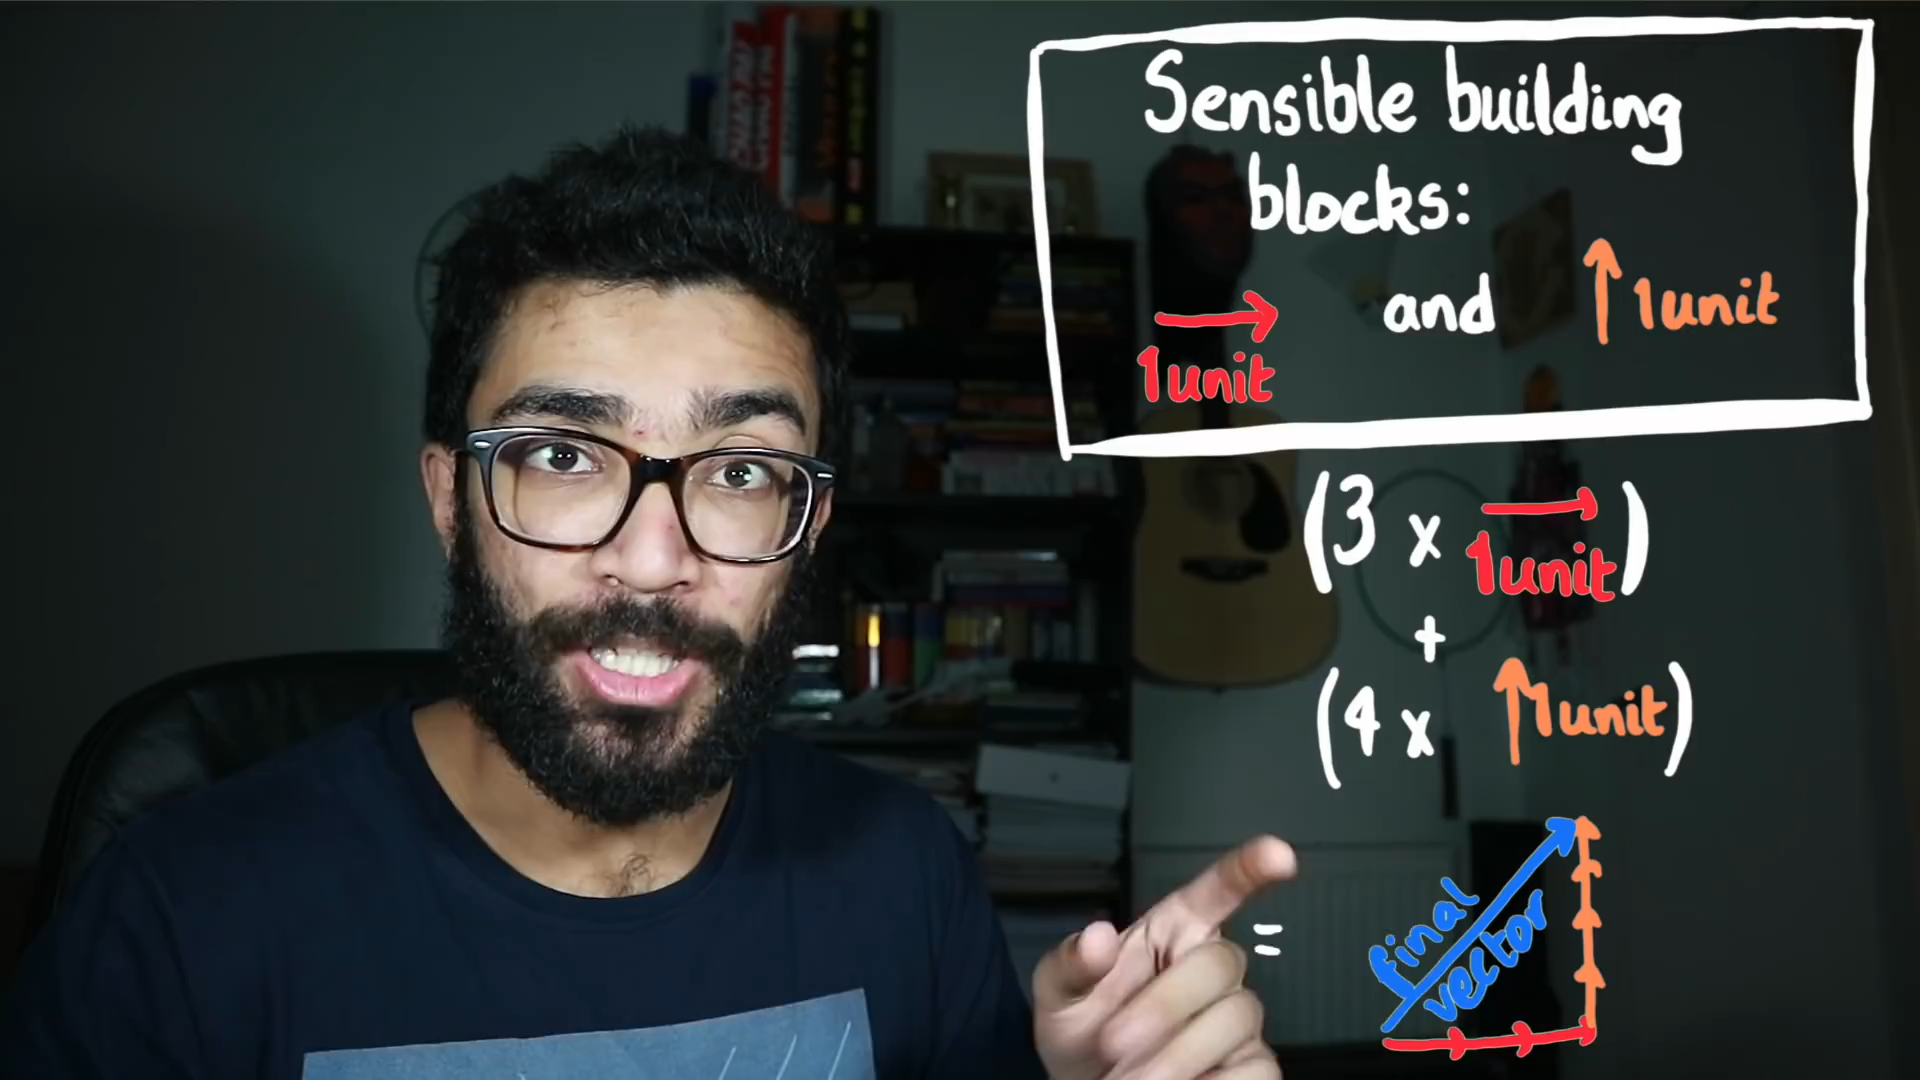 Sensible building
blocks:
1unit and 1unit
(3 x 1unit)
+
(4 x 1unit)
=
final
vector